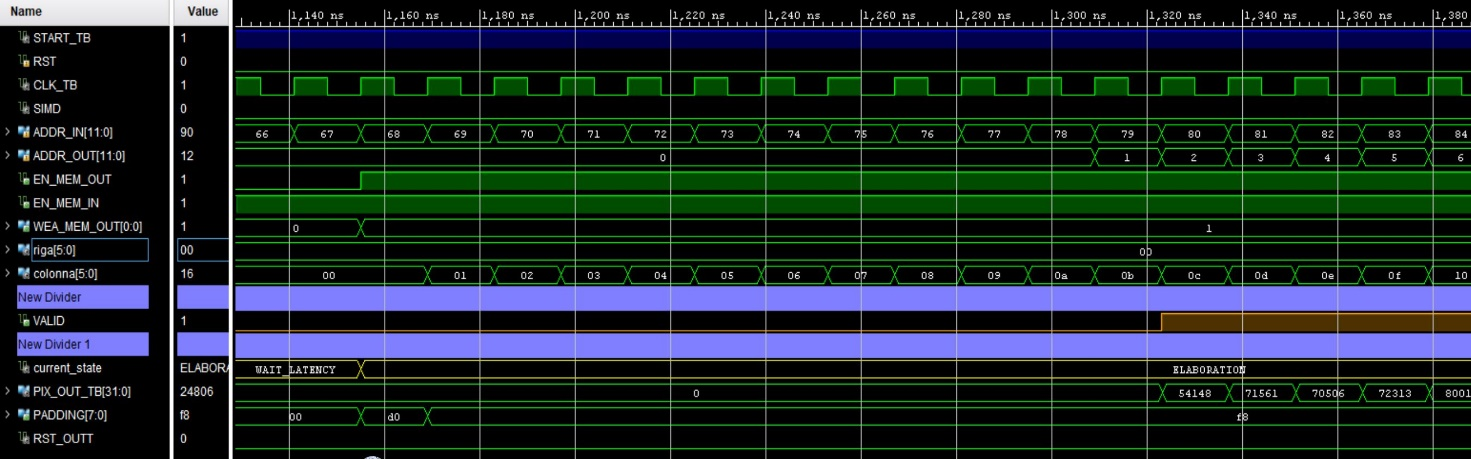 Name Value 1,140 ns 1,160 ns 1,180 ns 1,200 ns 1,220 ns 1,240 ns 1,260 ns 1,280 ns 1,300 ns 1,320 ns 1,340 ns 1,360 ns 1,380
START_TB 1
RST 0
CLK_TB 1
SIMD 0
ADDR_IN[11:0] 90 66 67 68 69 70 71 72 73 74 75 76 77 78 79 80 81 82 83 84
ADDR_OUT[11:0] 12 0 1 2 3 4 5 6
EN_MEM_OUT 1
EN_MEM_IN 1
WEA_MEM_OUT[0:0] 1 0 1
riga[5:0] 00 00
colonna[5:0] 16 00 01 02 03 04 05 06 07 08 09 0a 0b 0c 0d 0e 0f 10
New Divider
VALID 1
New Divider 1
current_state ELABORA WAIT_LATENCY ELABORATION
PIX_OUT_TB[31:0] 24806 0 54148 71561 70506 72313 8001
PADDING[7:0] f8 00 d0 f8
RST_OUTT 0